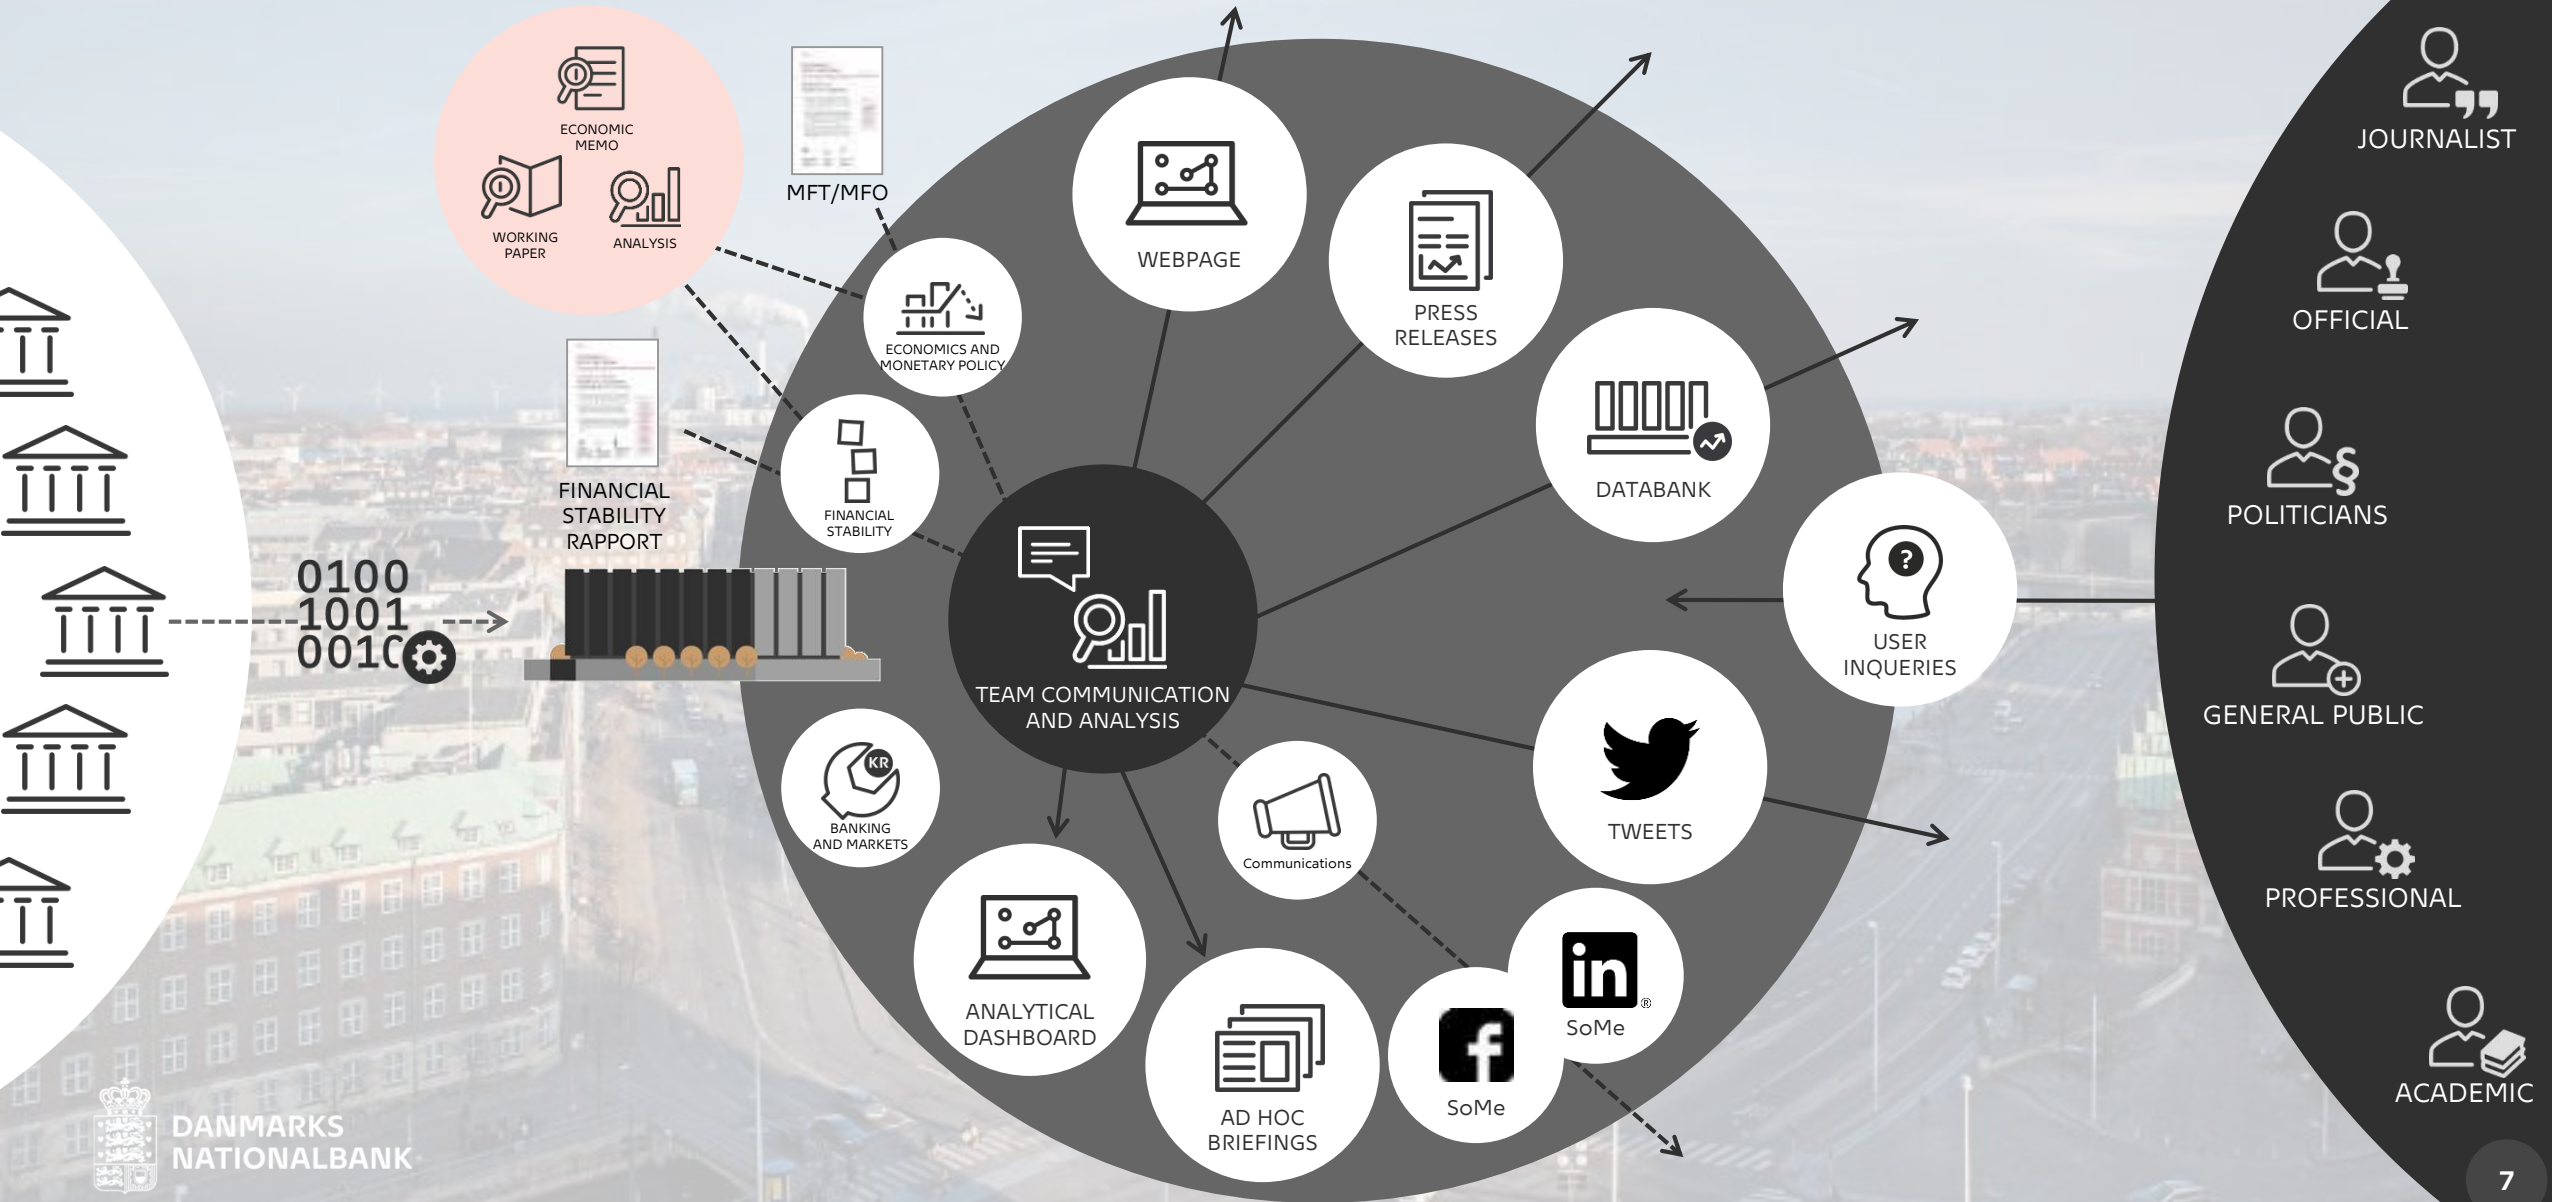 ECONOMIC
MEMO
WORKING
PAPER
ANALYSIS
MFT/MFO
FINANCIAL
STABILITY
RAPPORT
0100
1001
0010
ECONOMICS AND
MONETARY POLICY
FINANCIAL
STABILITY
KR
BANKING
AND MARKETS
TEAM COMMUNICATION
AND ANALYSIS
WEBPAGE
PRESS
RELEASES
DATABANK
?
USER
INQUERIES
TWEETS
Communications
in
®
SoMe
f
SoMe
AD HOC
BRIEFINGS
ANALYTICAL
DASHBOARD
JOURNALIST
OFFICIAL
§
POLITICIANS
GENERAL PUBLIC
PROFESSIONAL
ACADEMIC
DANMARKS
NATIONALBANK
7